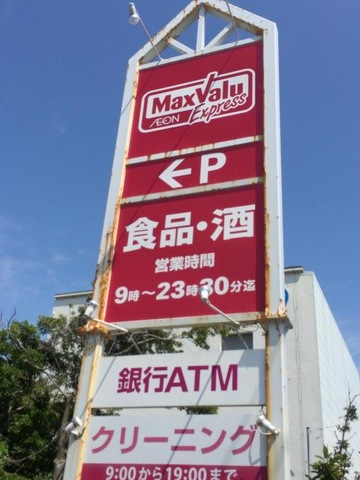 MaxValu
ÆON Express
←P
食品・酒
営業時間
9時～23時30分迄
銀行ATM
クリーニング
9:00から19:00まで